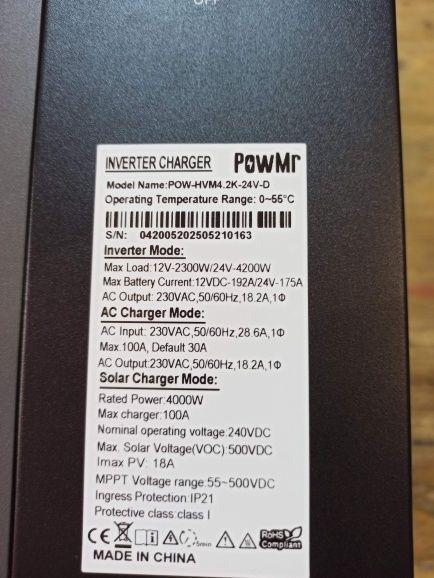 OFF
INVERTER CHARGER POWMr
Model Name:POW-HVM4.2K-24V-D
Operating Temperature Range: 0~55°C
S/N: 042005202505210163
Inverter Mode:
Max Load:12V-2300W/24V-4200W
Max Battery Current:12VDC-192A/24V-175A
AC Output: 230VAC,50/60Hz,18.2A,1Φ
AC Charger Mode:
AC Input: 230VAC,50/60Hz,28.6A,1Φ
Max.100A, Default 30A
AC Output:230VAC,50/60Hz,18.2A,1Φ
Solar Charger Mode:
Rated Power:4000W
Max charger:100A
Nominal operating voltage:240VDC
Max. Solar Voltage(VOC):500VDC
Imax PV: 18A
MPPT Voltage range:55~500VDC
Ingress Protection:IP21
Protective class:class I
CE 5min RoHS Compliant
MADE IN CHINA